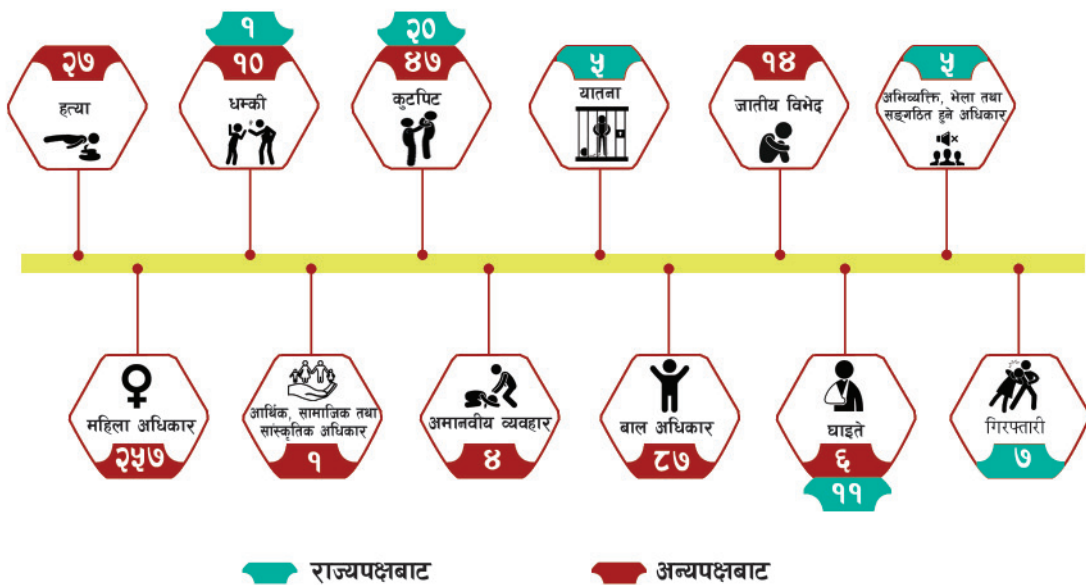 २७
हत्या
१
१०
धम्की
२०
४७
कुटपिट
५
यातना
१४
जातीय विभेद
५
अभिव्यक्ति, भेला तथा
सङ्गठित हुने अधिकार
महिला अधिकार
२५७
आर्थिक, सामाजिक तथा
सांस्कृतिक अधिकार
१
अमानवीय व्यवहार
४
बाल अधिकार
८७
घाइते
६
११
गिरफ्तारी
७
राज्यपक्षबाट
अन्यपक्षबाट